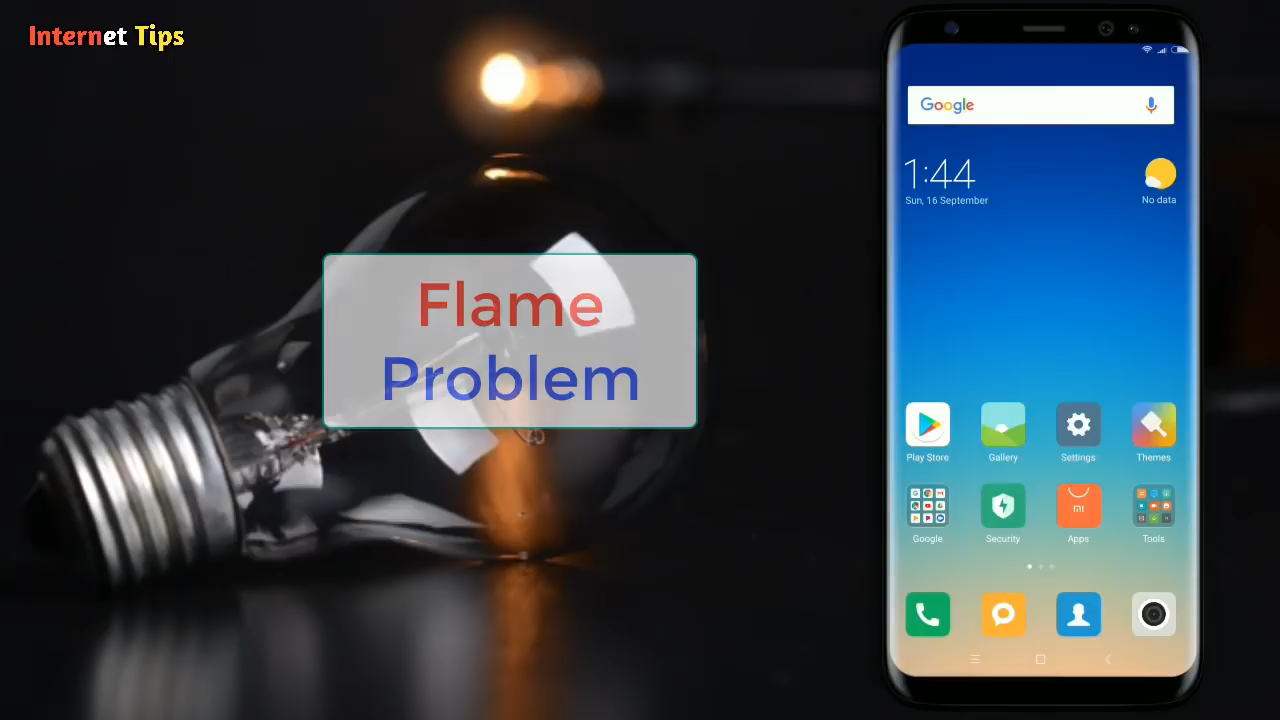 Internet Tips
Flame
Problem
Google
1:44
Sun, 16 September
No data
Play Store
Gallery
Settings
Themes
mi
Google
Security
Apps
Tools